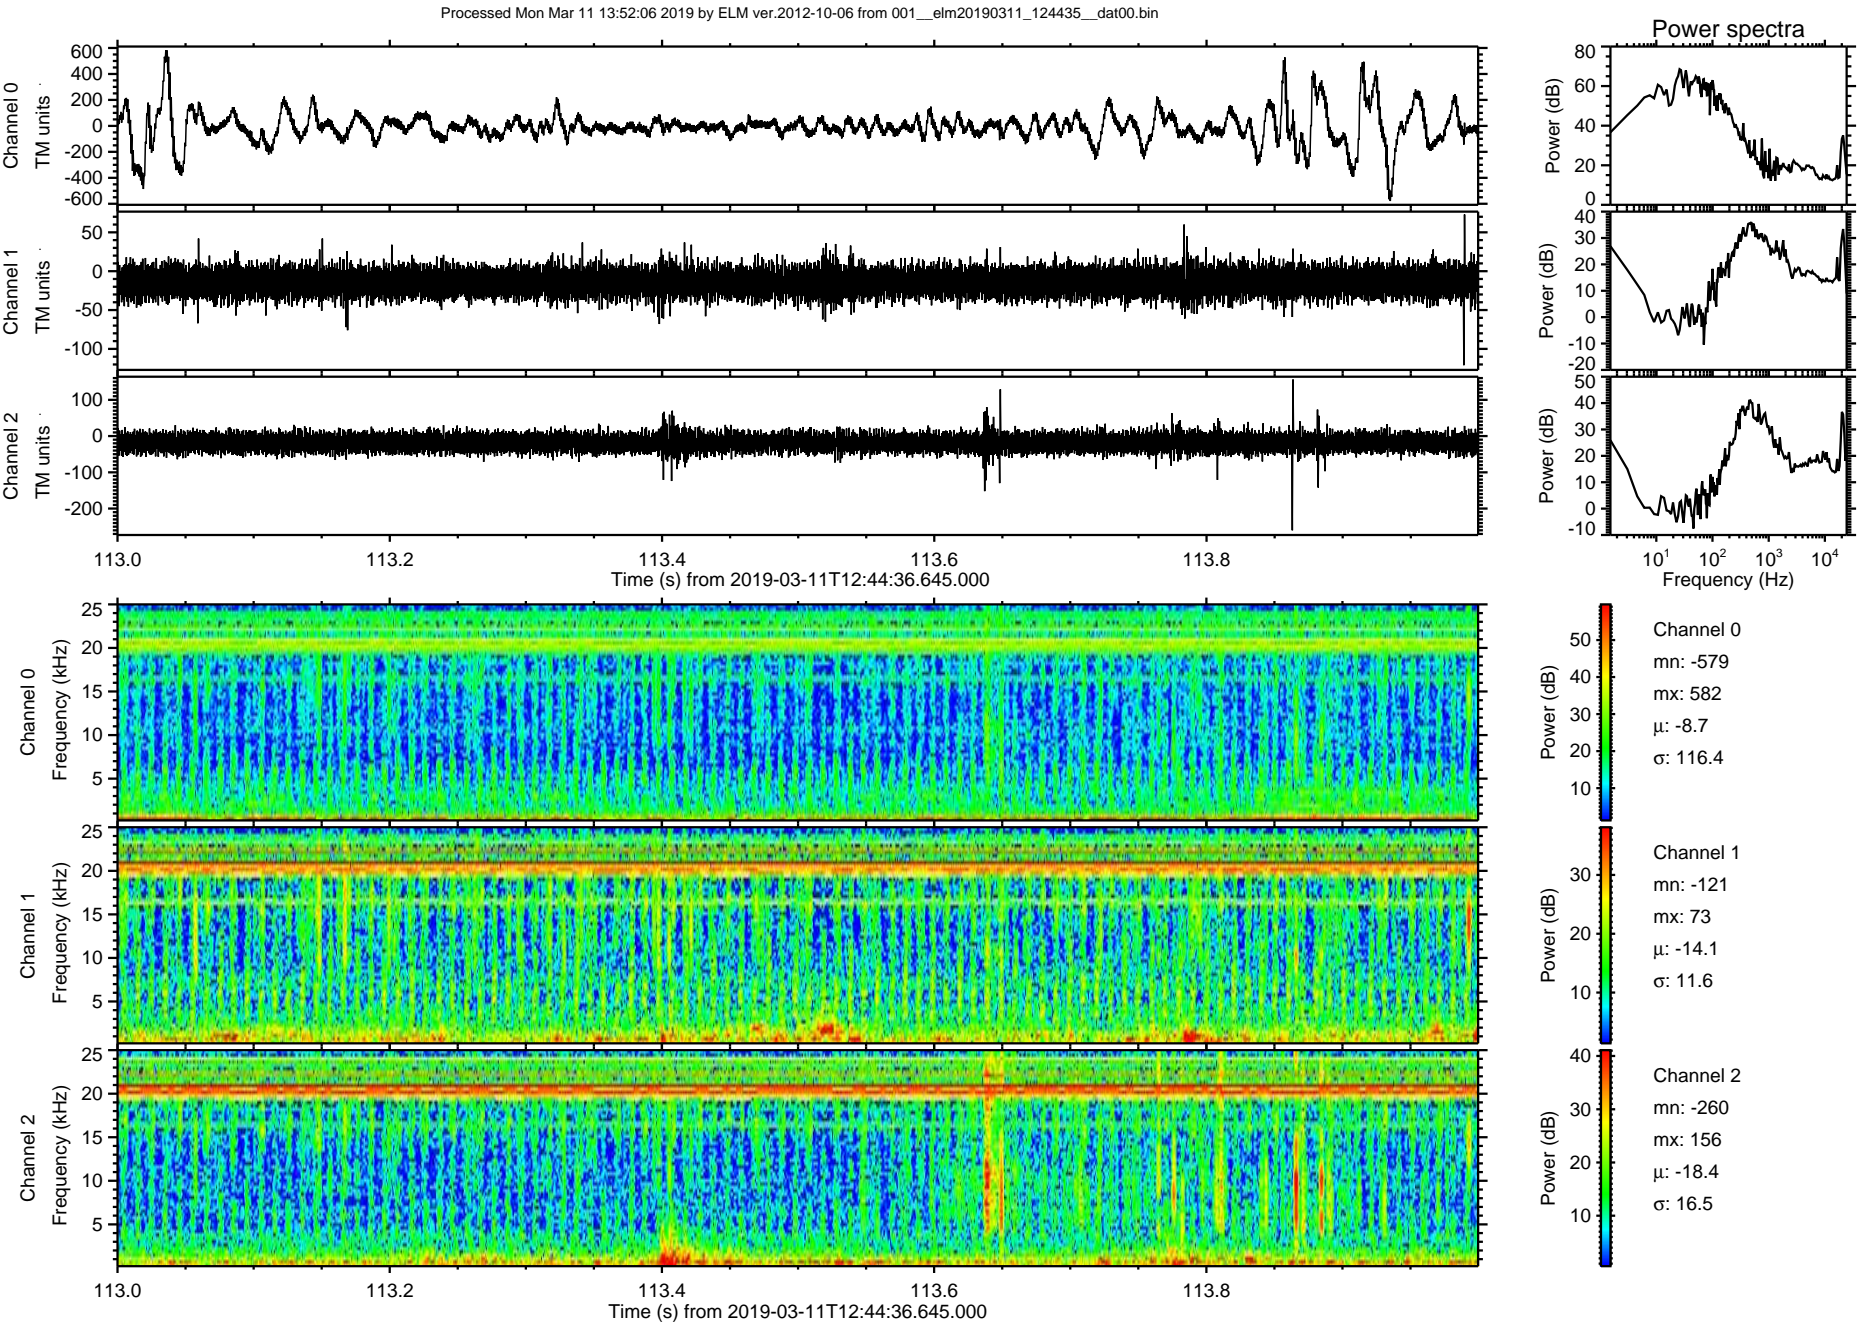 Processed Mon Mar 11 13:52:06 2019 by ELM ver.2012-10-06 from 001__elm20190311_124435__dat00.bin
Power spectra
Channel 0
TM units
600
400
200
0
-200
-400
-600
Power (dB)
80
60
40
20
0
Channel 1
TM units
50
0
-50
-100
Power (dB)
40
30
20
10
0
-10
-20
Channel 2
TM units
100
0
-100
-200
Power (dB)
50
40
30
20
10
0
-10
113.0 113.2 113.4 113.6 113.8
Time (s) from 2019-03-11T12:44:36.645.000
10^1 10^2 10^3 10^4
Frequency (Hz)
Channel 0
Frequency (kHz)
25
20
15
10
5
Power (dB)
50
40
30
20
10
Channel 0
mn: -579
mx: 582
μ: -8.7
σ: 116.4
Channel 1
Frequency (kHz)
25
20
15
10
5
Power (dB)
30
20
10
Channel 1
mn: -121
mx: 73
μ: -14.1
σ: 11.6
Channel 2
Frequency (kHz)
25
20
15
10
5
Power (dB)
40
30
20
10
Channel 2
mn: -260
mx: 156
μ: -18.4
σ: 16.5
113.0 113.2 113.4 113.6 113.8
Time (s) from 2019-03-11T12:44:36.645.000